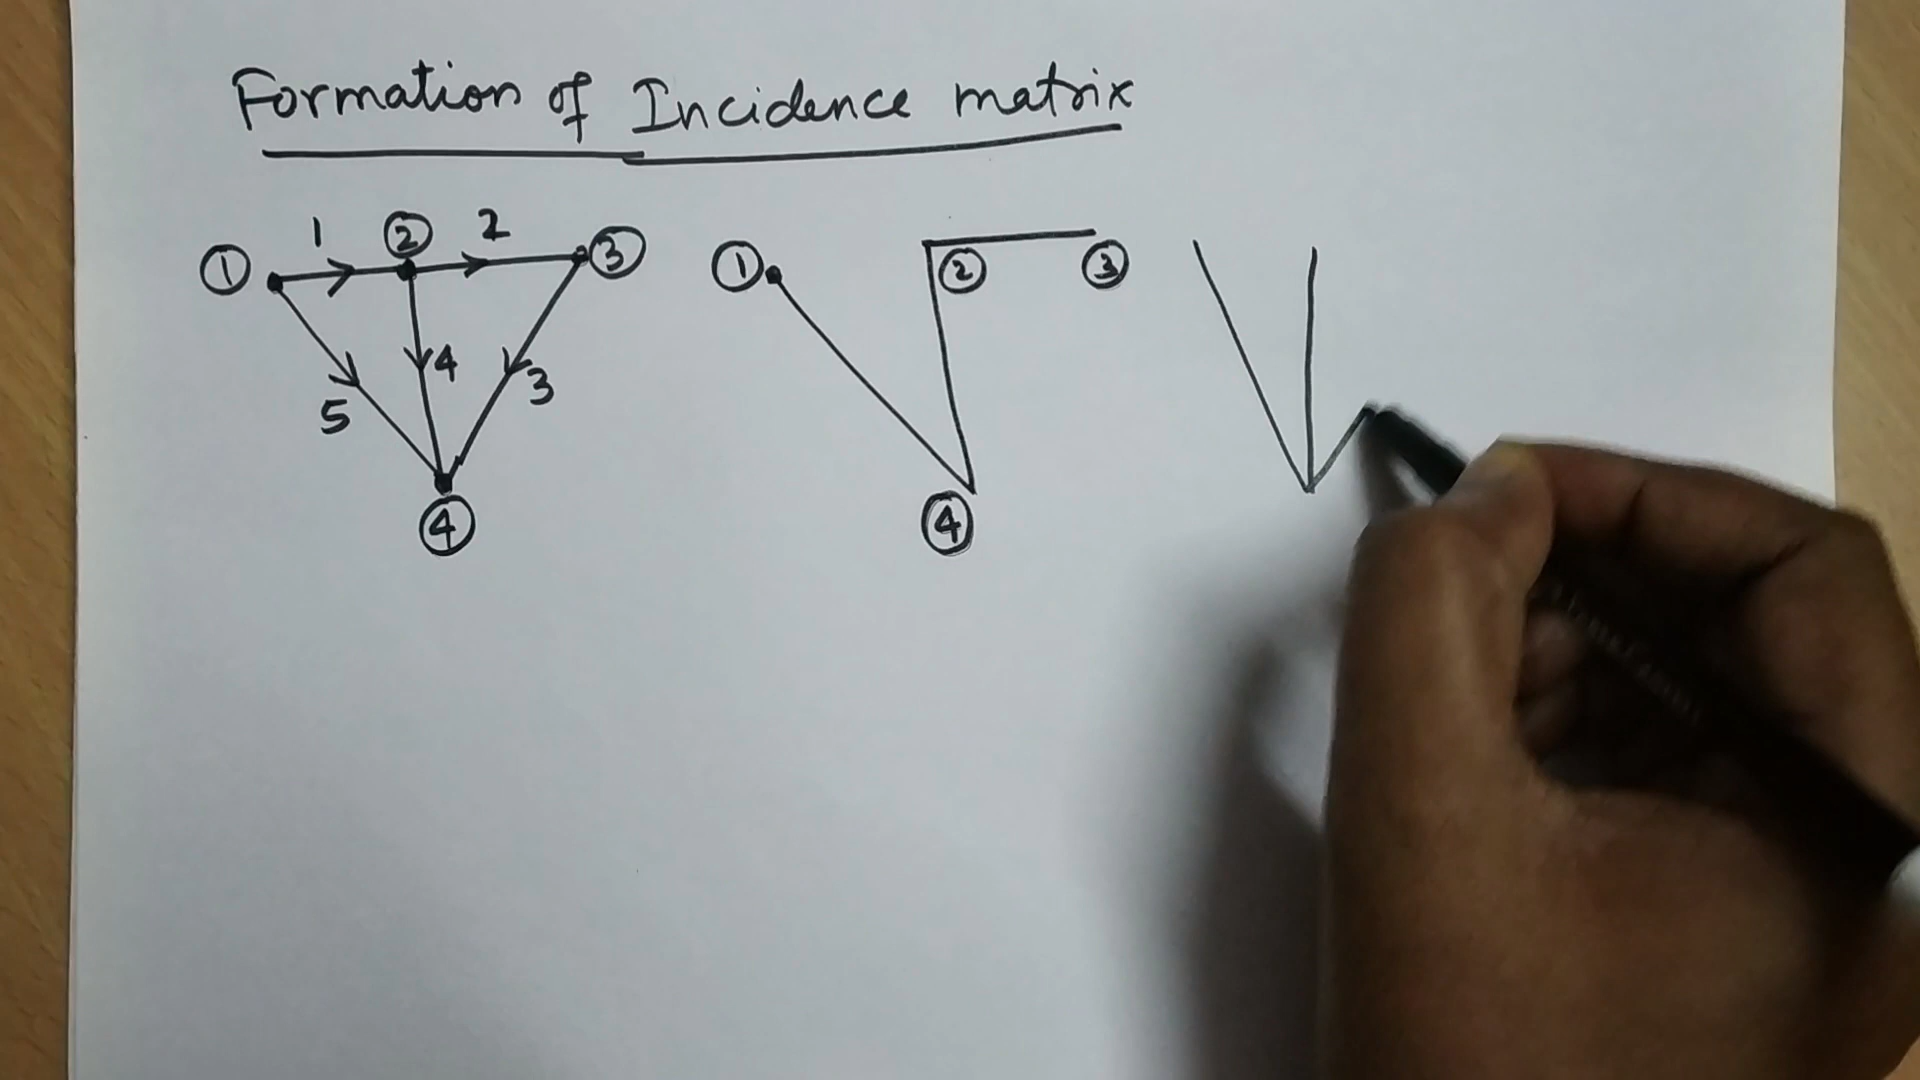 Formation of Incidence matrix
① 1 ② 2 ③
5 4 3
④
① ② ③
④